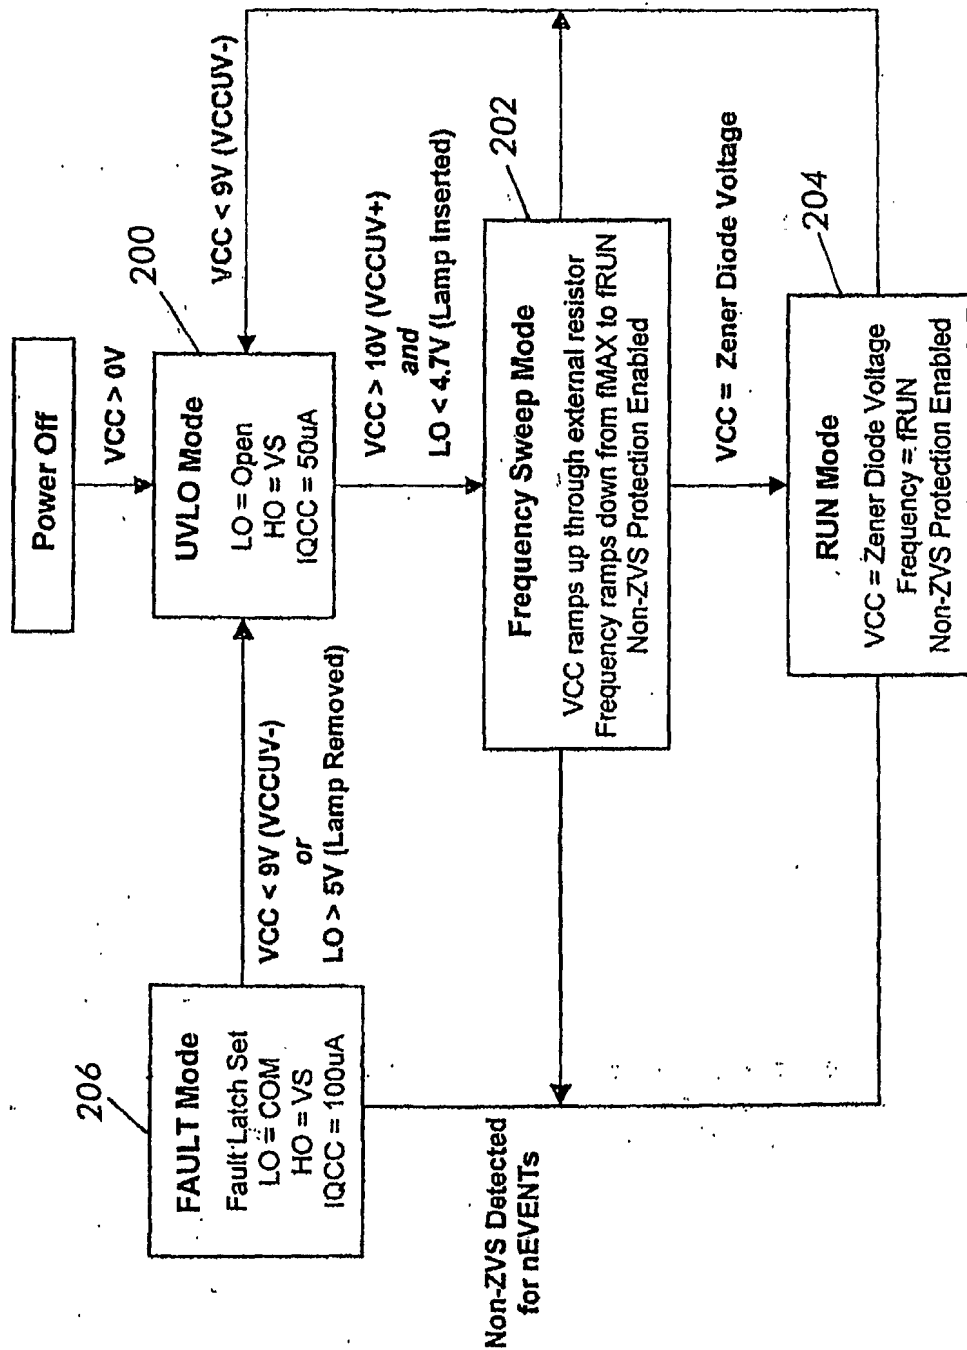 Power Off
VCC > 0V
200
UVLO Mode
LO = Open
HO = VS
IQCC = 50uA
VCC < 9V (VCCUV-)
206
FAULT Mode
Fault Latch Set
LO = COM
HO = VS
IQCC = 100uA
VCC < 9V (VCCUV-)
or
LO > 5V (Lamp Removed)
VCC > 10V (VCCUV+)
and
LO < 4.7V (Lamp Inserted)
202
Frequency Sweep Mode
VCC ramps up through external resistor
Frequency ramps down from fMAX to fRUN
Non-ZVS Protection Enabled
Non-ZVS Detected
for nEVENTs
VCC = Zener Diode Voltage
204
RUN Mode
VCC = Zener Diode Voltage
Frequency = fRUN
Non-ZVS Protection Enabled